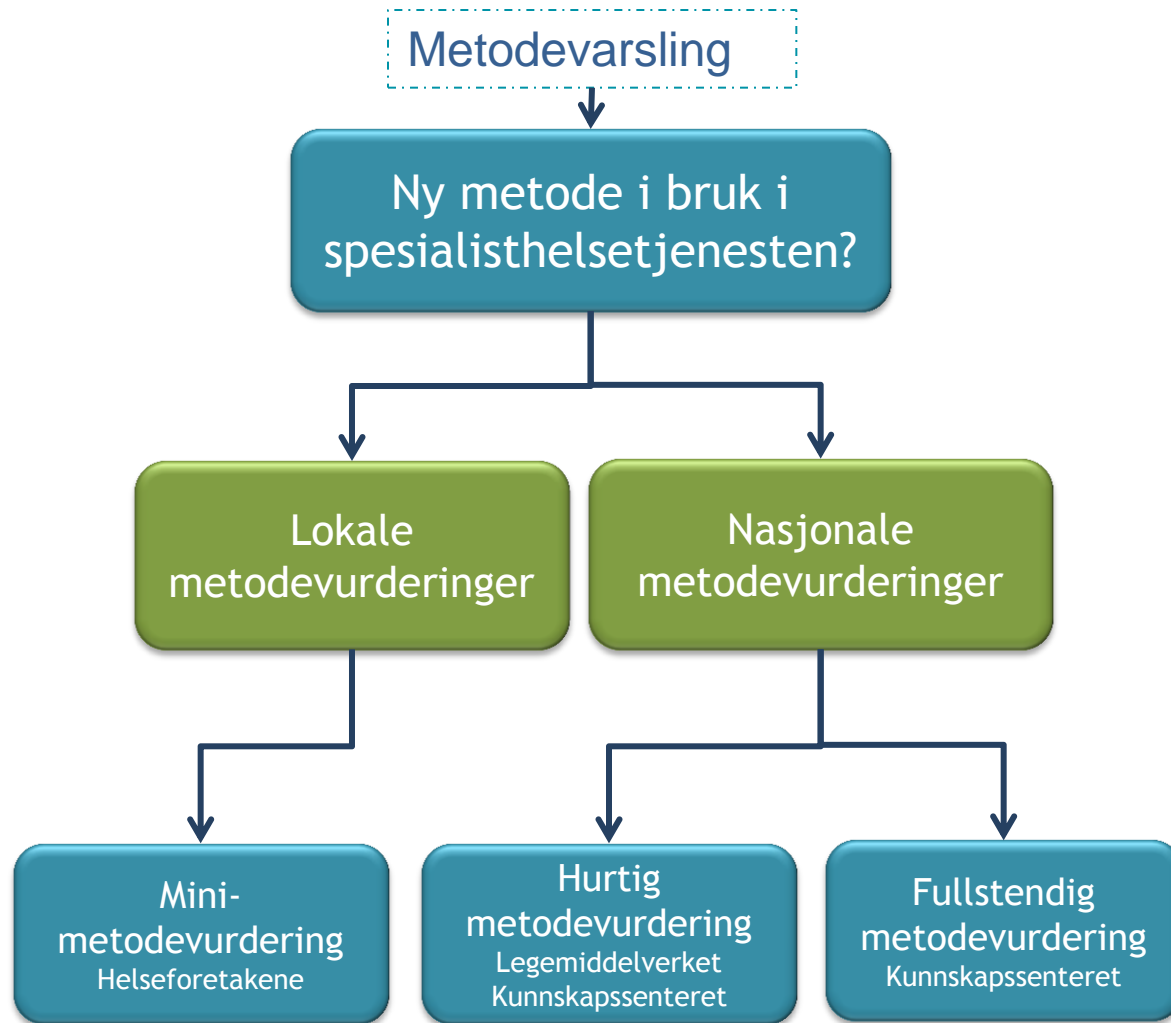 Metodevarsling
Ny metode i bruk i
spesialisthelsetjenesten?
Lokale
metodevurderinger
Nasjonale
metodevurderinger
Mini-
metodevurdering
Helseforetakene
Hurtig
metodevurdering
Legemiddelverket
Kunnskapssenteret
Fullstendig
metodevurdering
Kunnskapssenteret